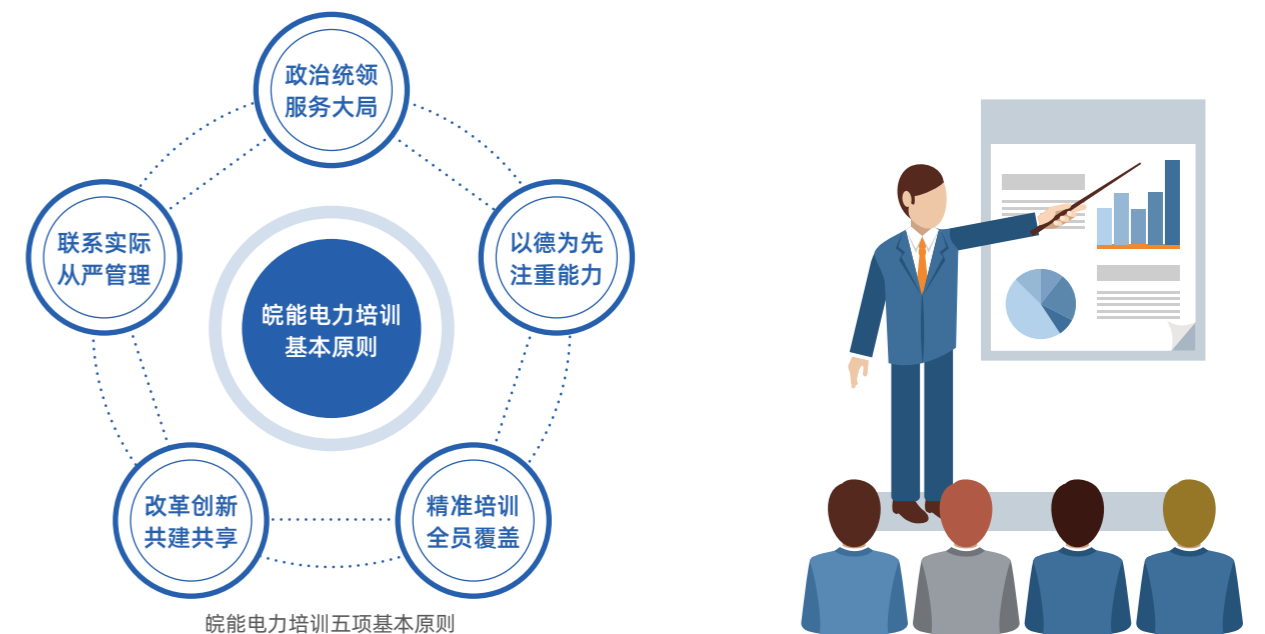 政治统领
服务大局
联系实际
从严管理
以德为先
注重能力
皖能电力培训
基本原则
改革创新
共建共享
精准培训
全员覆盖
皖能电力培训五项基本原则